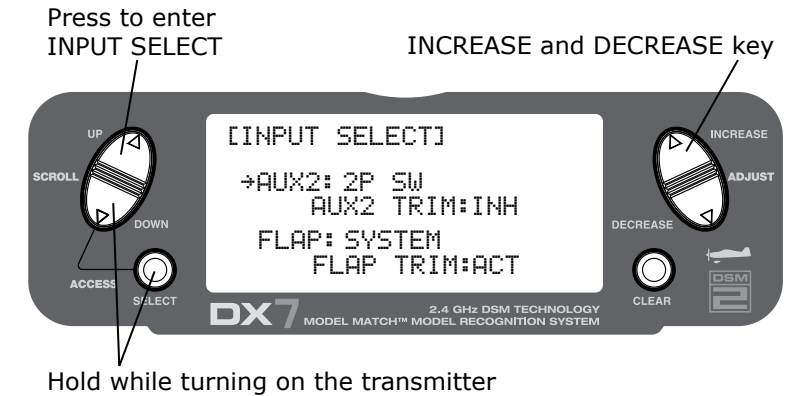 Press to enter
INPUT SELECT
INCREASE and DECREASE key
UP
SCROLL
DOWN
ACCESS
SELECT
[INPUT SELECT]
→AUX2: 2P SW
AUX2 TRIM:INH
FLAP: SYSTEM
FLAP TRIM:ACT
INCREASE
ADJUST
DECREASE
CLEAR
DSM
2
DX7
2.4 GHz DSM TECHNOLOGY
MODEL MATCH™ MODEL RECOGNITION SYSTEM
Hold while turning on the transmitter